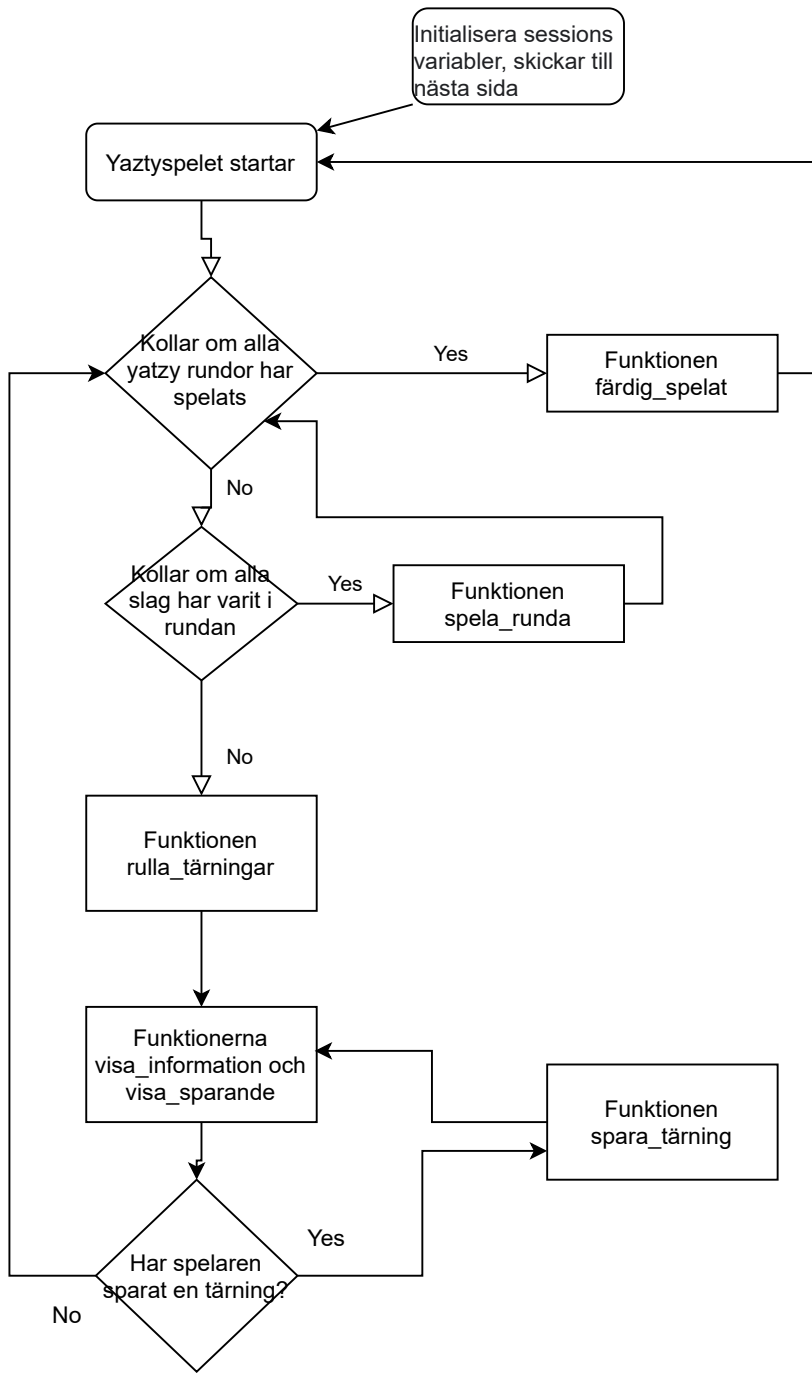 Initialisera sessions
variabler, skickar till
nästa sida
Yaztyspelet startar
Kollar om alla
yatzy rundor har
spelats
Yes
Funktionen
färdig_spelat
No
Kollar om alla
slag har varit i
rundan
Yes
Funktionen
spela_runda
No
Funktionen
rulla_tärningar
Funktionerna
visa_information och
visa_sparande
Funktionen
spara_tärning
Har spelaren
sparat en tärning?
Yes
No